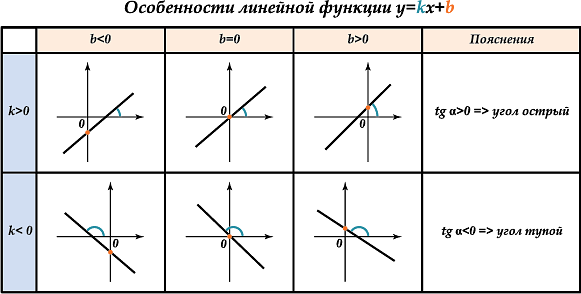 Особенности линейной функции y=kx+b
b<0 b=0 b>0 Пояснения
k>0 0 0 0 tg α>0 => угол острый
k< 0 0 0 0 tg α<0 => угол тупой